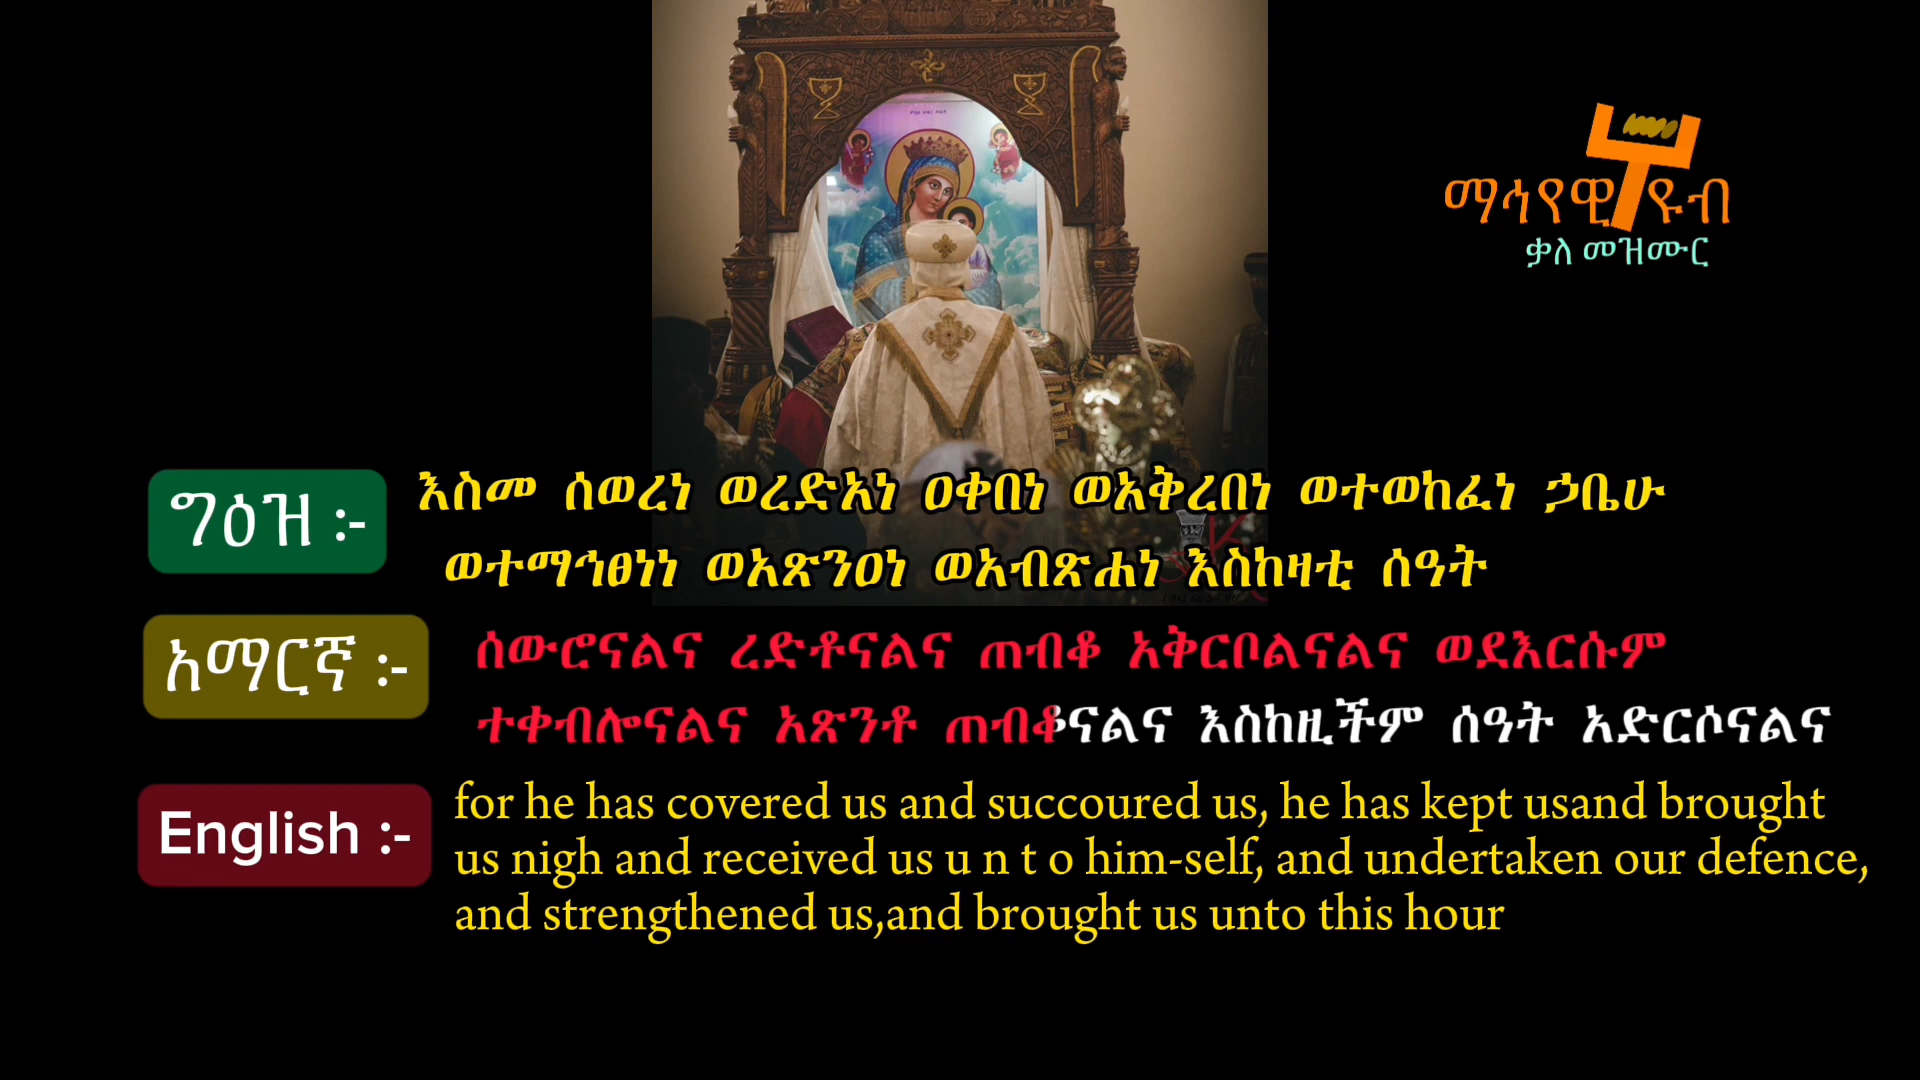 ማኅየዊ ዩብ
ቃለ መዝሙር
ግዕዝ :-
እስመ ሰወረነ ወረድአነ ዐቀበነ ወአቅረበነ ወተወከፈነ ኃቤሁ
ወተማኅፀነነ ወአጽንዐነ ወአብጽሐነ እስከዛቲ ሰዓት
አማርኛ :-
ሰውሮናልና ረድቶናልና ጠብቆ አቅርቦልናልና ወደእርሱም
ተቀብሎናልና አጽንቶ ጠብቆናልና እስከዚችም ሰዓት አድርሶናልና
English :-
for he has covered us and succoured us, he has kept usand brought
us nigh and received us u n t o him-self, and undertaken our defence,
and strengthened us,and brought us unto this hour